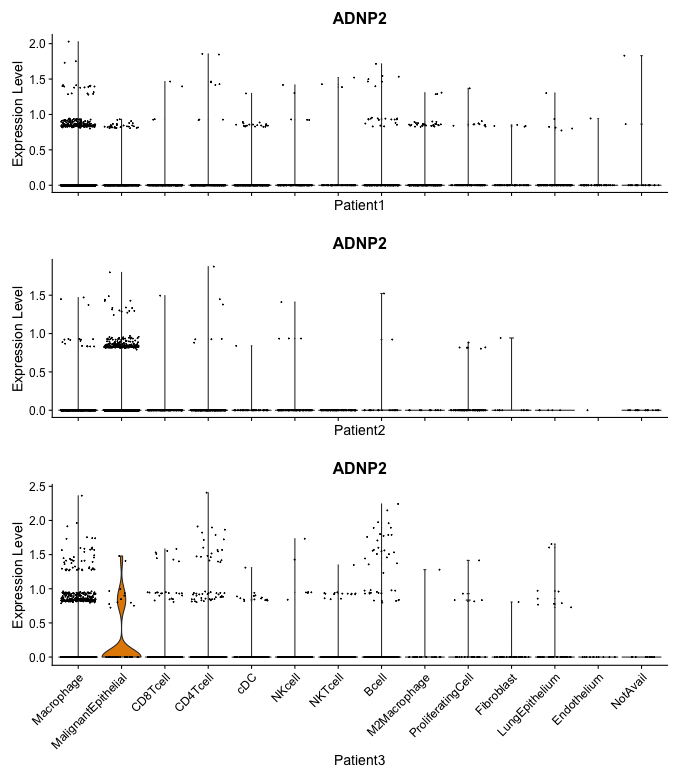 ADNP2
Expression Level
2.0
1.5
1.0
0.5
0.0
Patient1
ADNP2
Expression Level
1.5
1.0
0.5
0.0
Patient2
ADNP2
Expression Level
2.5
2.0
1.5
1.0
0.5
0.0
Macrophage
MalignantEpithelial
CD8Tcell
CD4Tcell
cDC
NKcell
NKTcell
Bcell
M2Macrophage
ProliferatingCell
Fibroblast
LungEpithelium
Endothelium
NotAvail
Patient3